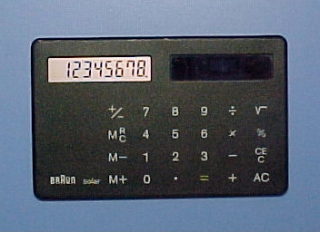 12345678.
+/− 7 8 9 ÷ √
MRC 4 5 6 × %
M− 1 2 3 − CE C
BRAUN solar M+ 0 · = + AC